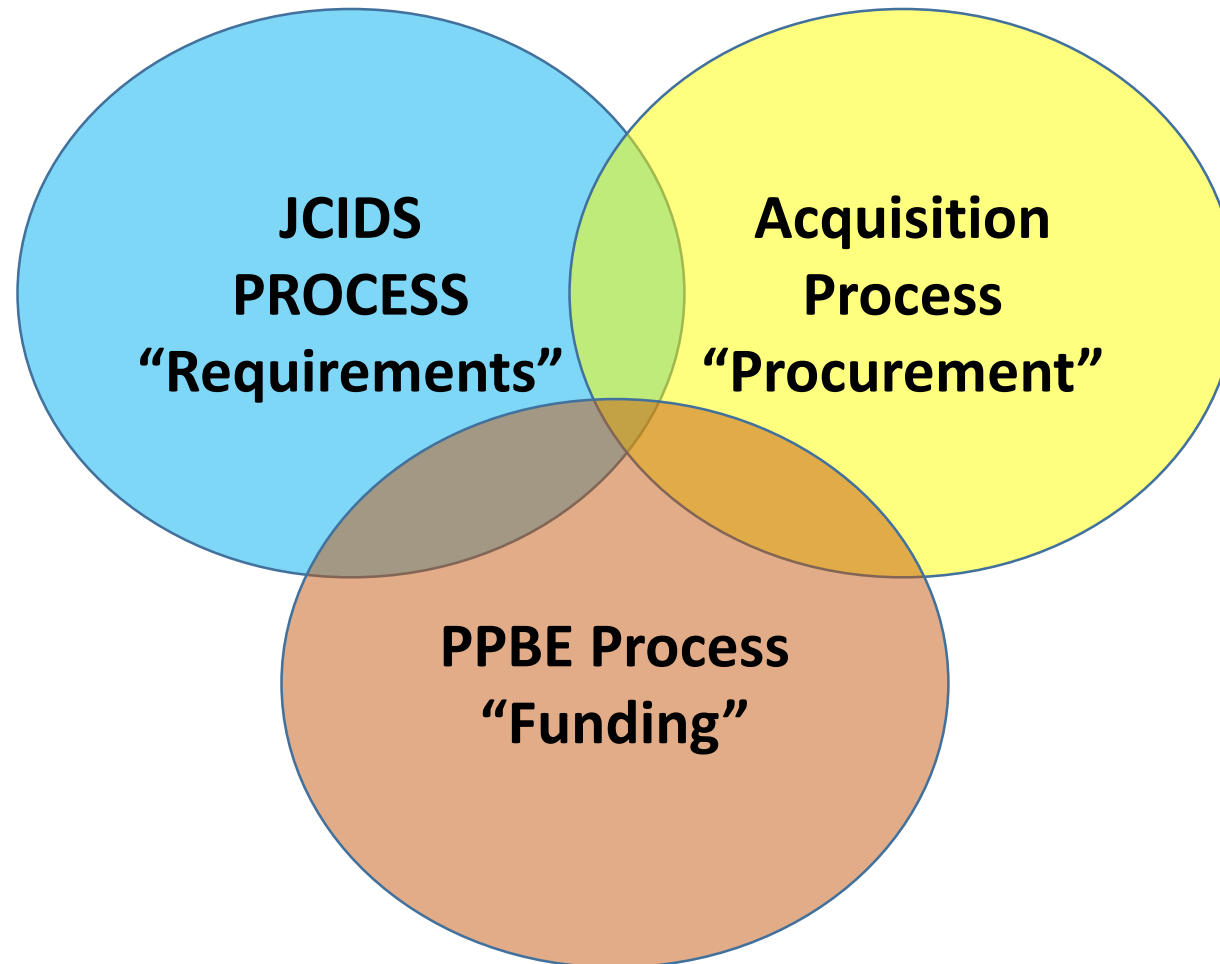 JCIDS
PROCESS
“Requirements”
Acquisition
Process
“Procurement”
PPBE Process
“Funding”